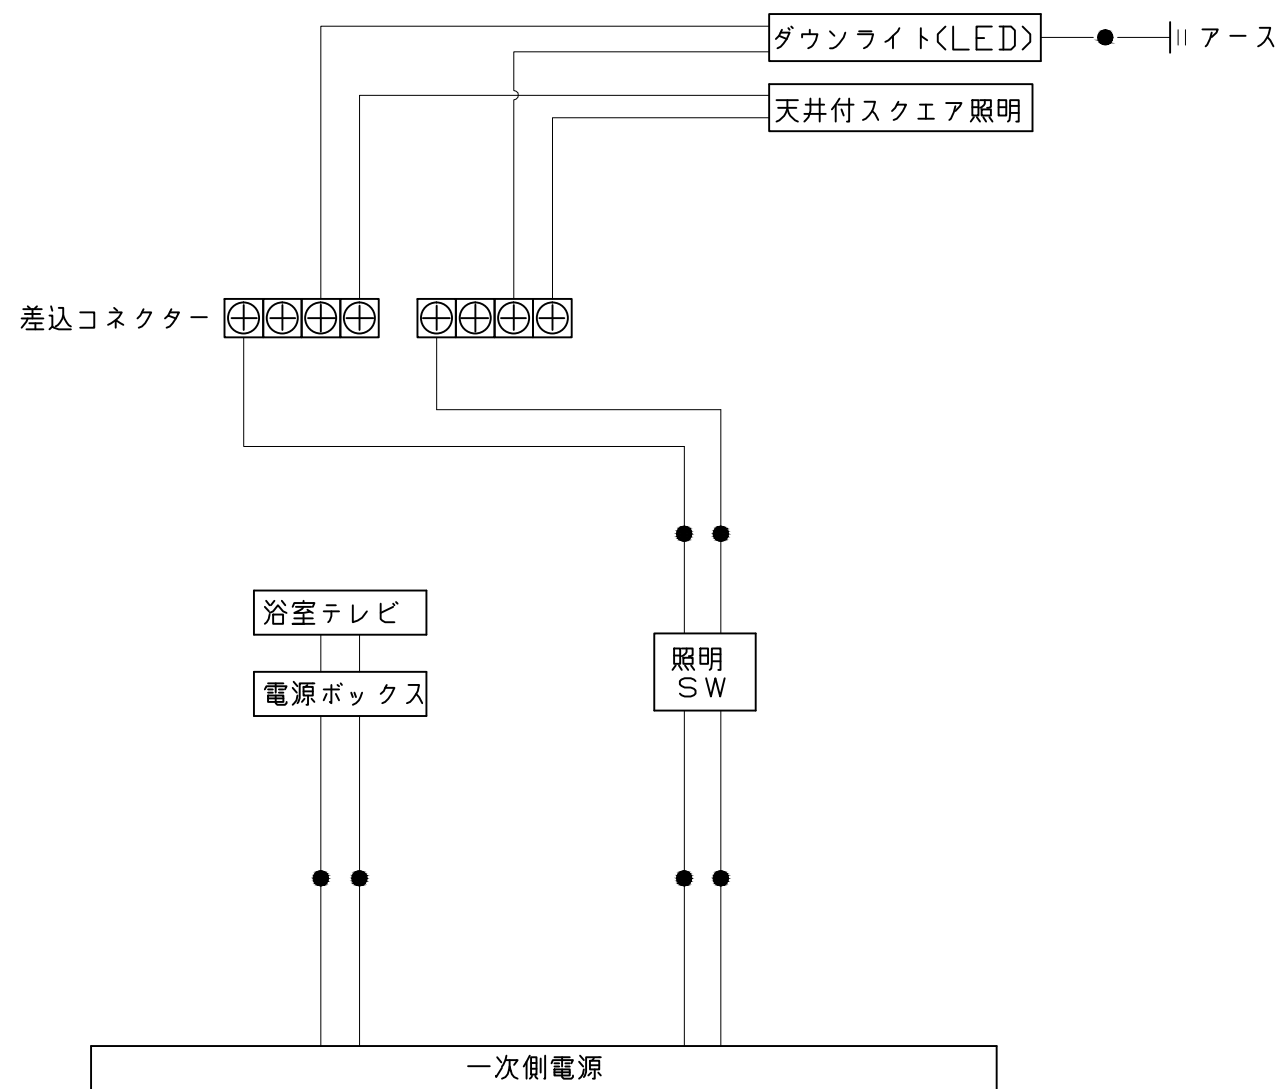 ダウンライト(LED)
アース
天井付スクエア照明
差込コネクター
浴室テレビ
電源ボックス
照明
SW
一次側電源